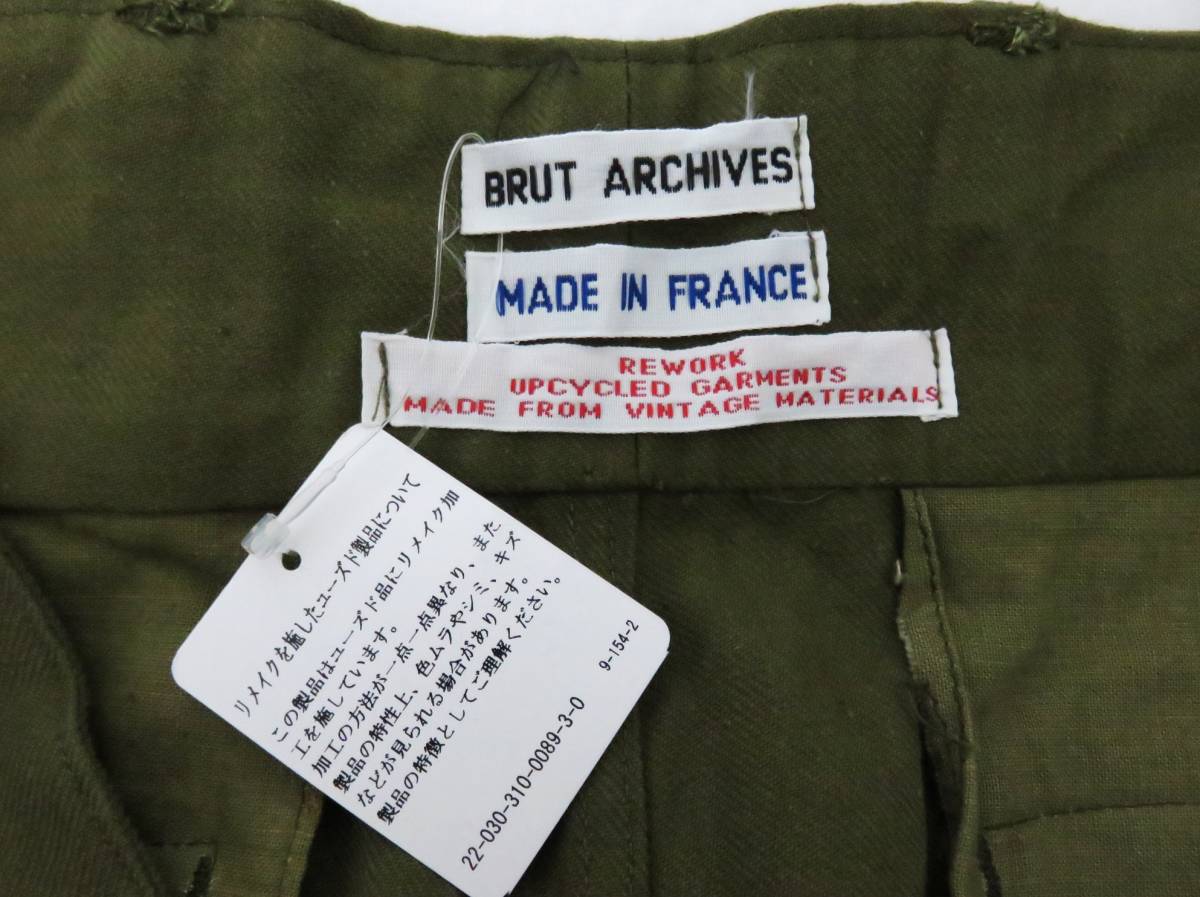 BRUT ARCHIVES
MADE IN FRANCE
REWORK
UPCYCLED GARMENTS
MADE FROM VINTAGE MATERIALS
リメイクを施したユーズド製品について
この製品はユーズド品にリメイク加
工を施しています。
加工の方法が一点一点異なり、また
製品の特性上、色ムラやシミ、キズ
などが見られる場合があります。
製品の特徴としてご理解ください。
9-154-2
22-030-310-0089-3-0